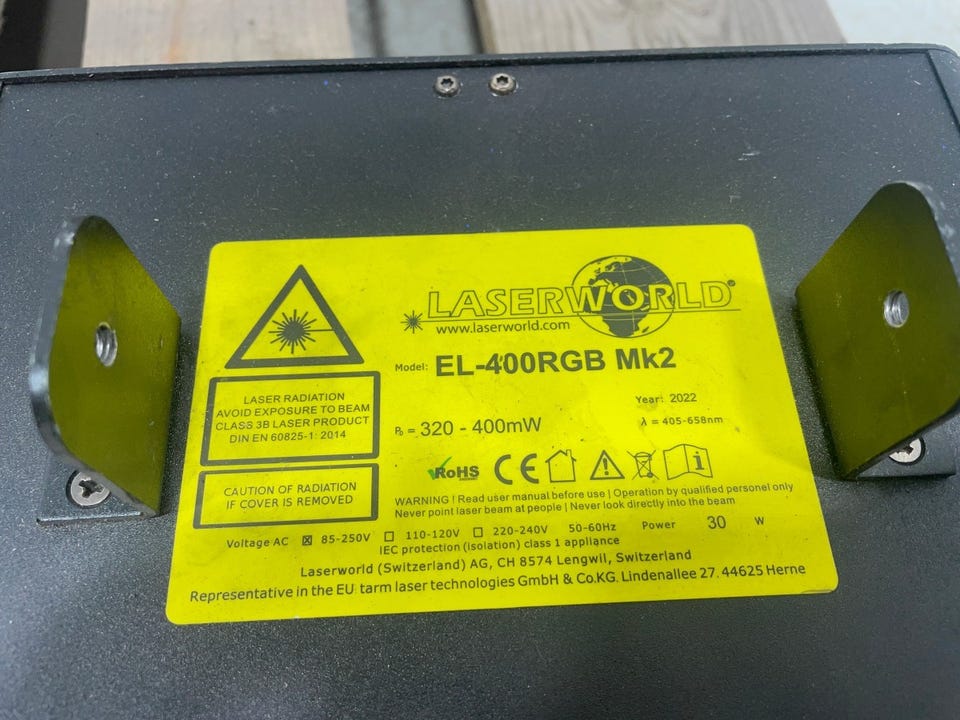 LASERWORLD
www.laserworld.com
Model: EL-400RGB Mk2
LASER RADIATION
AVOID EXPOSURE TO BEAM
CLASS 3B LASER PRODUCT
DIN EN 60825-1: 2014
Year: 2022
P₀ = 320 - 400mW
λ = 405-658nm
RoHS CE i
CAUTION OF RADIATION
IF COVER IS REMOVED
WARNING ! Read user manual before use | Operation by qualified personel only
Never point laser beam at people | Never look directly into the beam
Voltage AC ☒ 85-250V ☐ 110-120V ☐ 220-240V 50-60Hz Power 30 W
IEC protection (isolation) class 1 appliance
Laserworld (Switzerland) AG, CH 8574 Lengwil, Switzerland
Representative in the EU: tarm laser technologies GmbH & Co.KG. Lindenallee 27. 44625 Herne